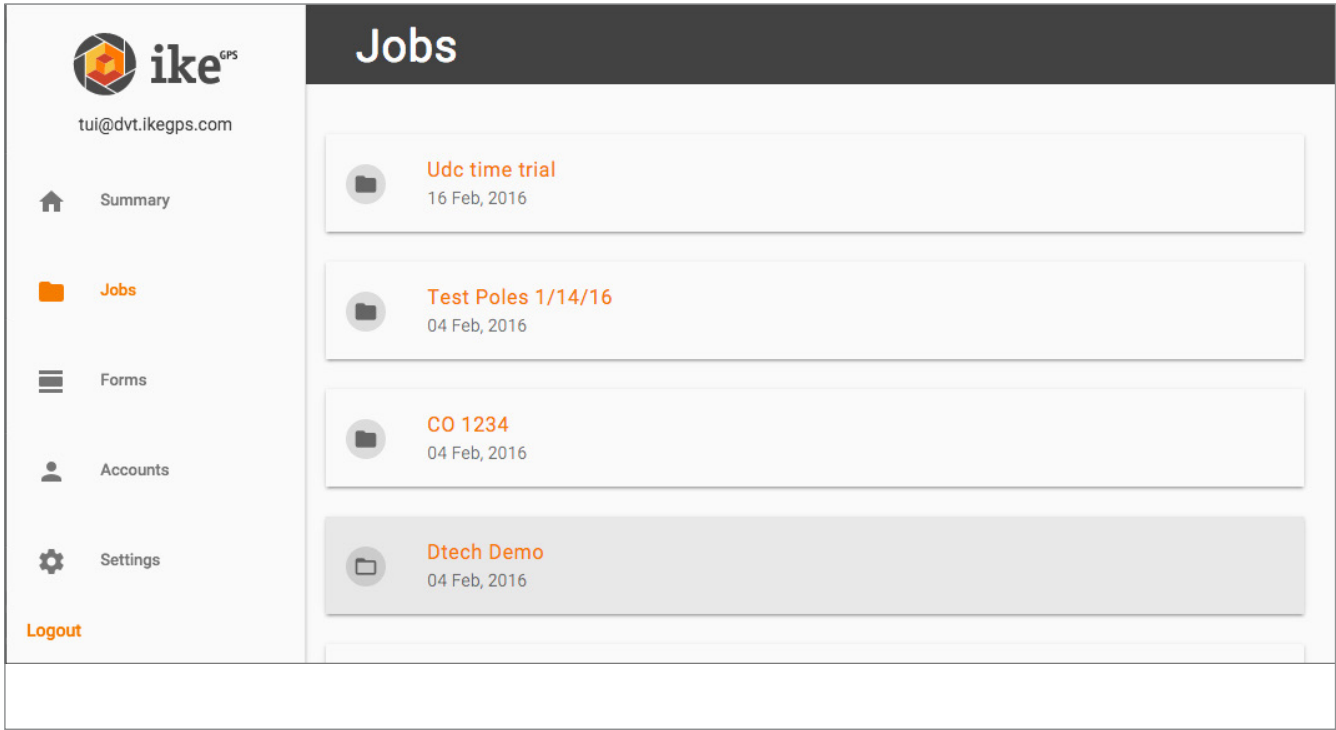 ike GPS
tui@dvt.ikegps.com
Summary
Jobs
Forms
Accounts
Settings
Logout
Jobs
Udc time trial
16 Feb, 2016
Test Poles 1/14/16
04 Feb, 2016
CO 1234
04 Feb, 2016
Dtech Demo
04 Feb, 2016